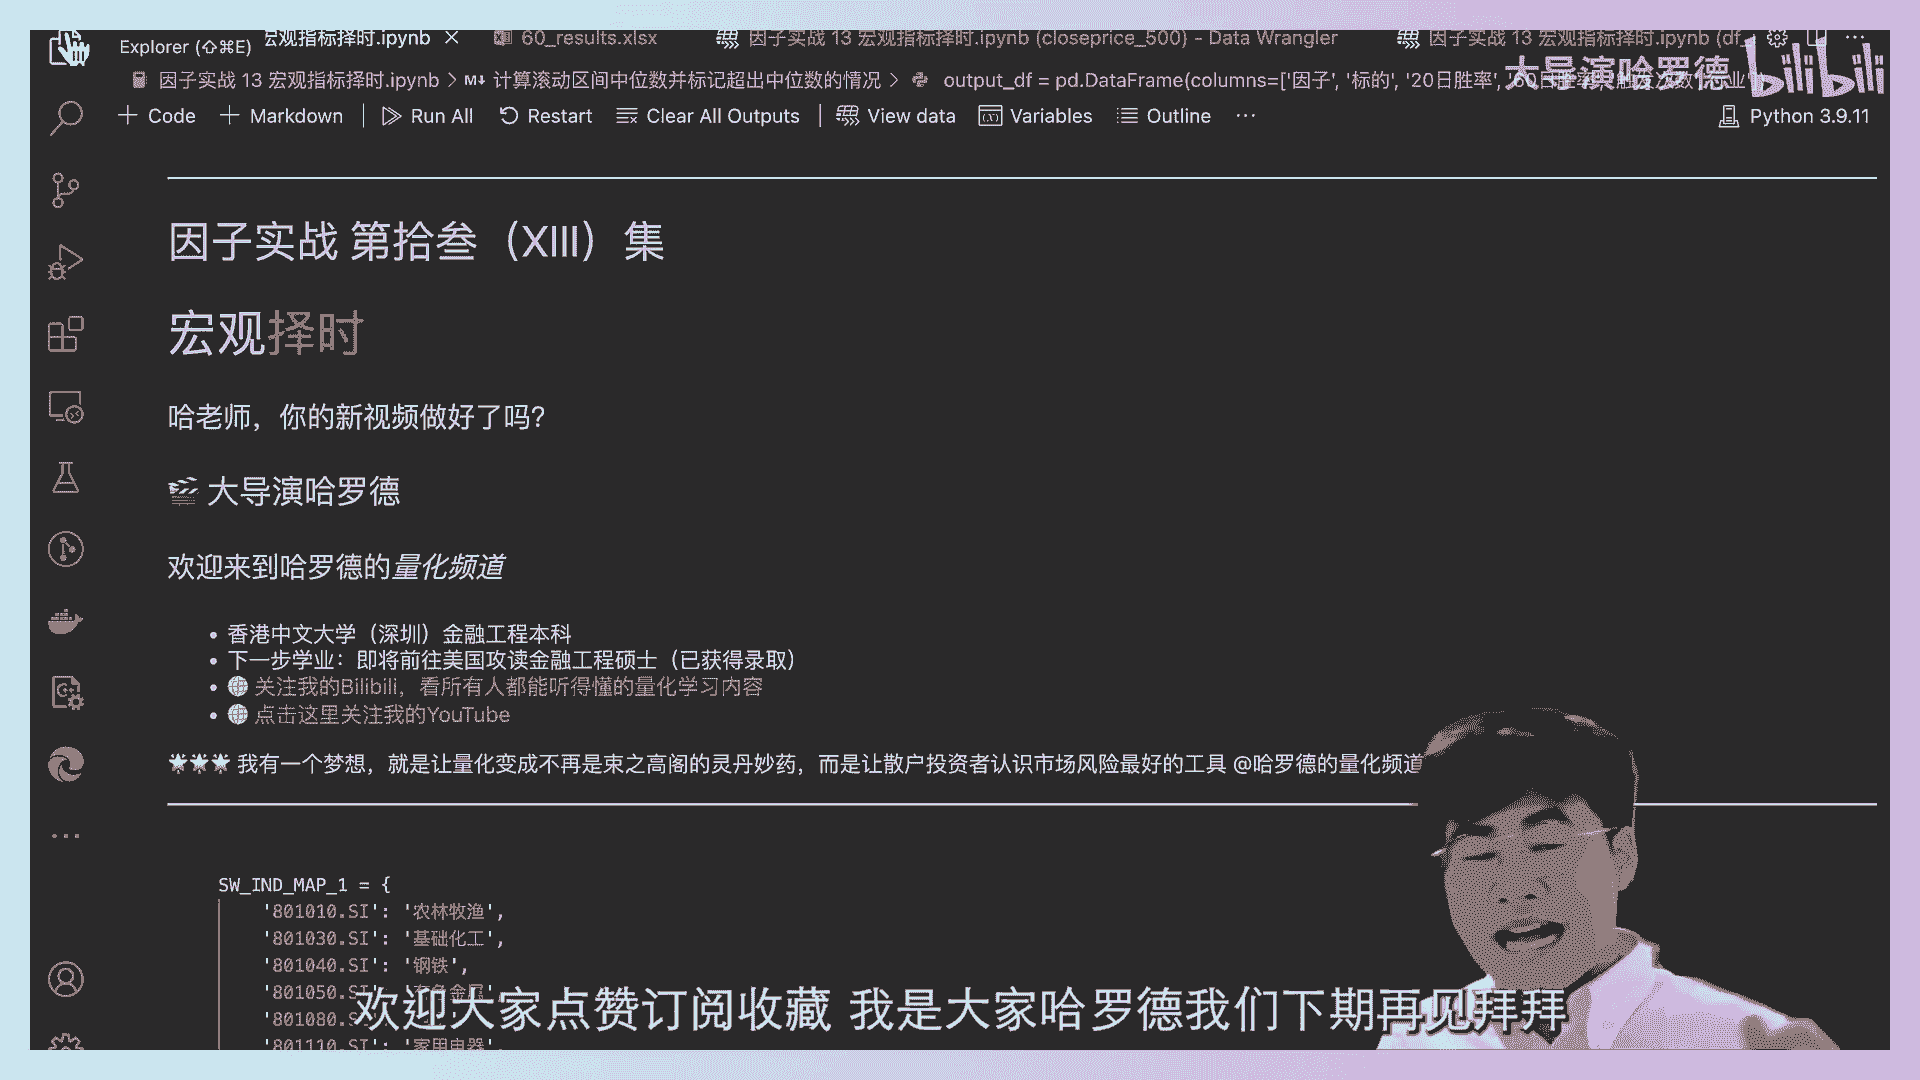 Explorer (⇧⌘E)
宏观指标择时.ipynb
60_results.xlsx
因子实战 13 宏观指标择时.ipynb (closeprice_500) - Data Wrangler
因子实战 13 宏观指标择时.ipynb (df_
大导演哈罗德 bilibili
因子实战 13 宏观指标择时.ipynb > M↓ 计算滚动区间中位数并标记超出中位数的情况 > output_df = pd.DataFrame(columns=['因子', '标的', '20日胜率',
+ Code + Markdown Run All Restart Clear All Outputs View data Variables Outline ···
Python 3.9.11
因子实战 第拾叁（XIII）集
宏观择时
哈老师，你的新视频做好了吗？
🎬 大导演哈罗德
欢迎来到哈罗德的量化频道
• 香港中文大学（深圳）金融工程本科
• 下一步学业：即将前往美国攻读金融工程硕士（已获得录取）
• 🌐 关注我的Bilibili，看所有人都能听得懂的量化学习内容
• 🌐 点击这里关注我的YouTube
🌟🌟🌟 我有一个梦想，就是让量化变成不再是束之高阁的灵丹妙药，而是让散户投资者认识市场风险最好的工具 @哈罗德的量化频道
SW_IND_MAP_1 = {
'801010.SI': '农林牧渔',
'801030.SI': '基础化工',
'801040.SI': '钢铁',
'801050.SI': '有色金属',
'801080.S
'801110.SI': '家用电器',
欢迎大家点赞订阅收藏 我是大家哈罗德我们下期再见拜拜